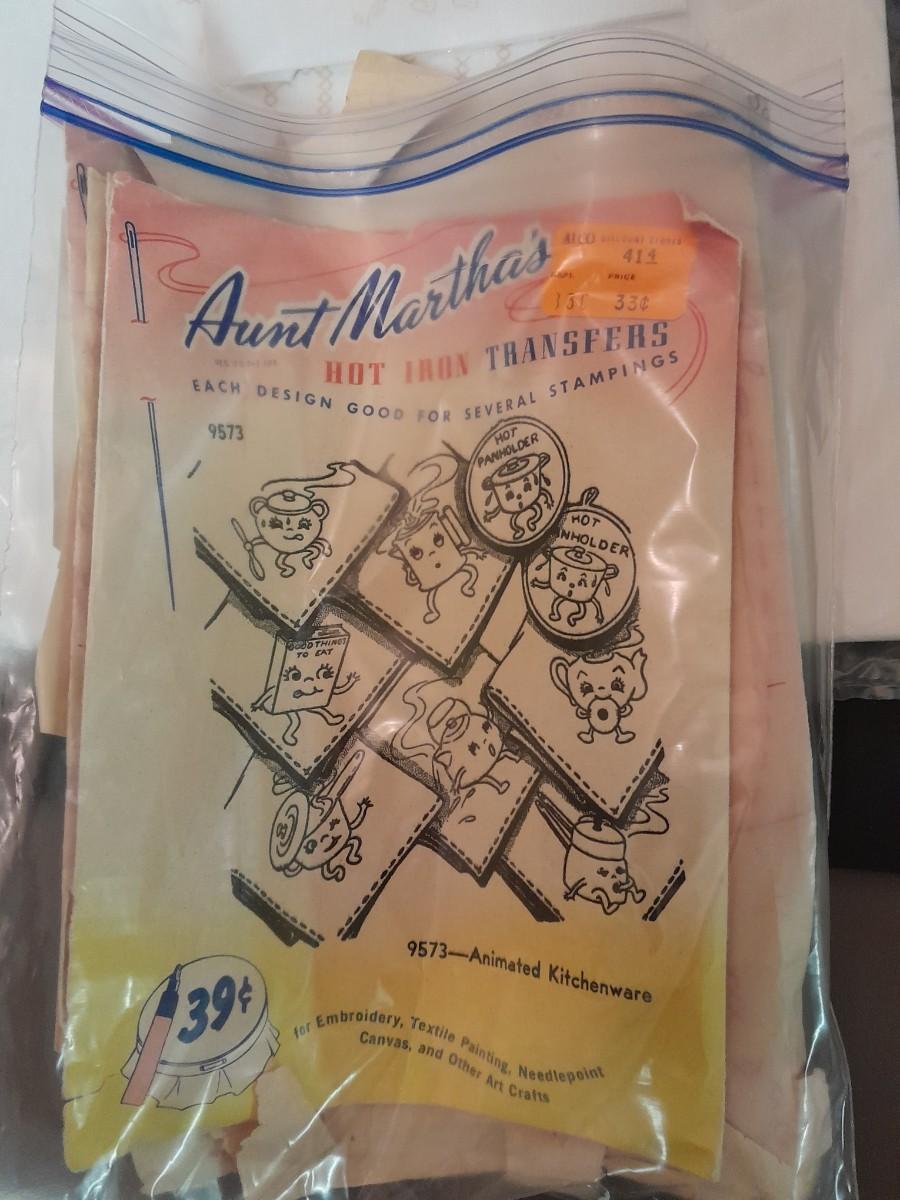 Aunt Martha's
ALCO DISCOUNT STORES
414
PRICE
33¢
HOT IRON TRANSFERS
EACH DESIGN GOOD FOR SEVERAL STAMPINGS
9573
HOT
PANHOLDER
HOT
NHOLDER
GOOD THINGS
TO EAT
9573—Animated Kitchenware
39¢
for Embroidery, Textile Painting, Needlepoint
Canvas, and Other Art Crafts